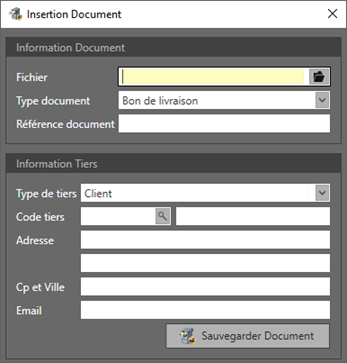 Insertion Document
Information Document
Fichier
Type document Bon de livraison
Référence document
Information Tiers
Type de tiers Client
Code tiers
Adresse
Cp et Ville
Email
Sauvegarder Document